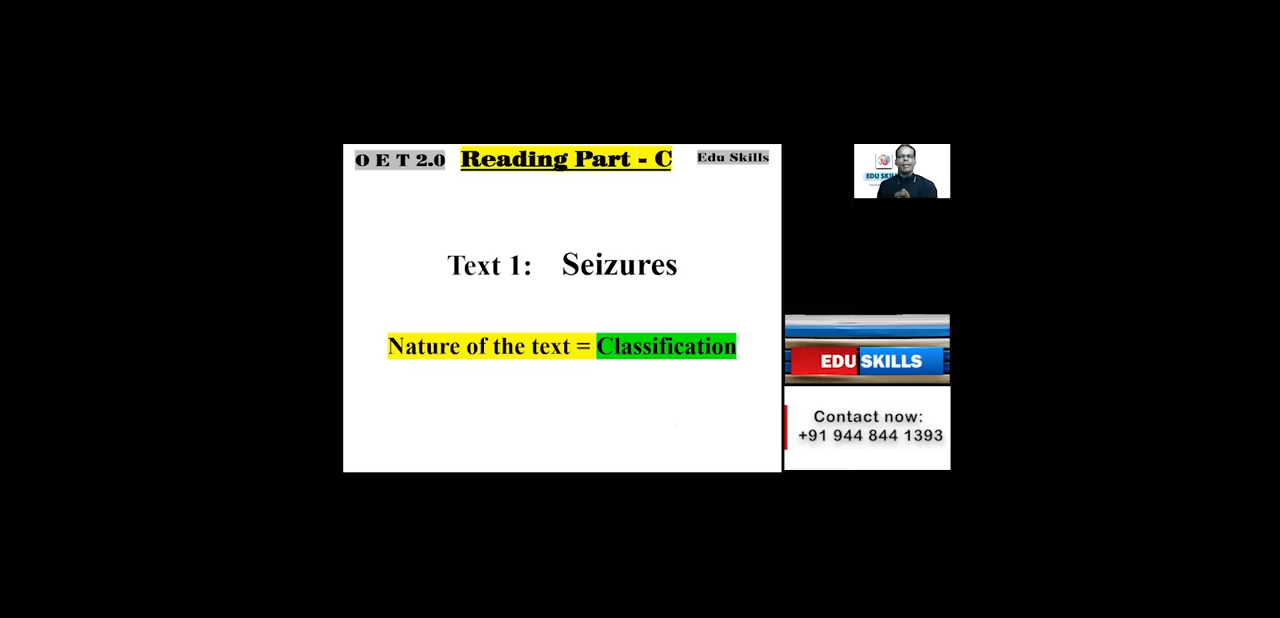 O E T 2.0 Reading Part - C Edu Skills
Text 1: Seizures
Nature of the text = Classification
EDU SKILLS
Contact now:
+91 944 844 1393